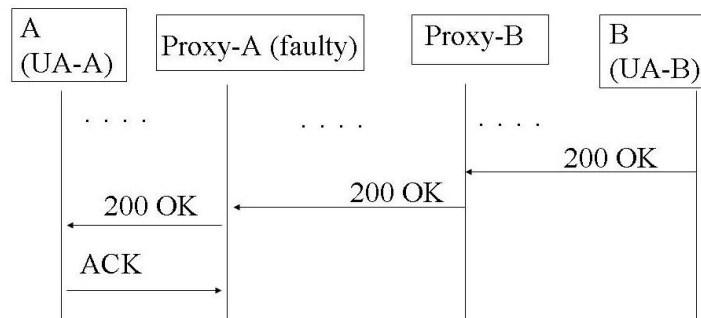 A
(UA-A)
Proxy-A (faulty)
Proxy-B
B
(UA-B)
. . . .
. . . .
. . . .
200 OK
200 OK
200 OK
ACK